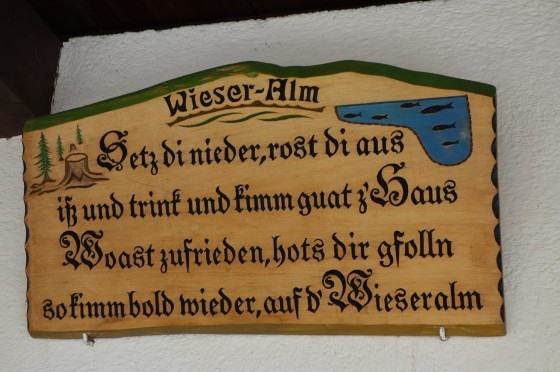 Wieser-Alm
Setz di nieder, rost di aus
iß und trink und kimm guat z'Haus
Woast zufrieden, hots dir gfolln
so kimm bold wieder, auf d' Wieseralm